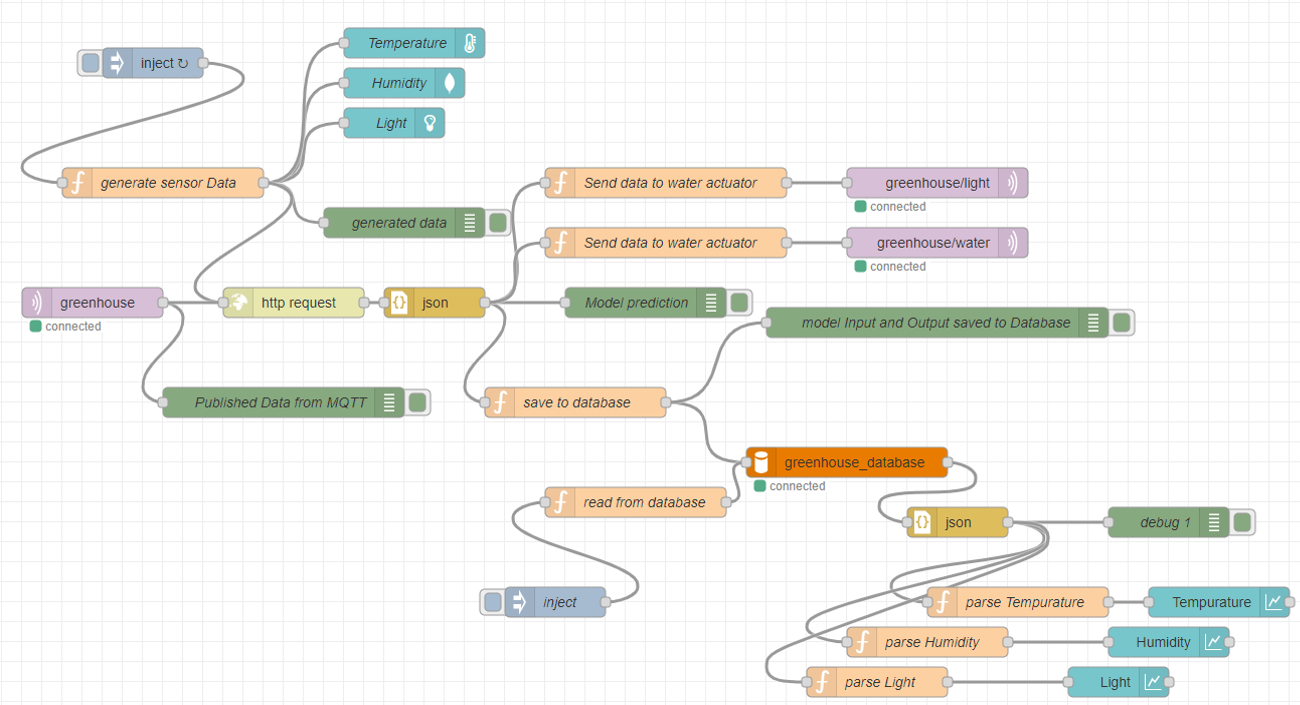 inject ↻
Temperature
Humidity
Light
generate sensor Data
generated data
Send data to water actuator
greenhouse/light
connected
Send data to water actuator
greenhouse/water
connected
greenhouse
connected
http request
json
Model prediction
model Input and Output saved to Database
Published Data from MQTT
save to database
greenhouse_database
connected
read from database
json
debug 1
inject
parse Tempurature
Tempurature
parse Humidity
Humidity
parse Light
Light